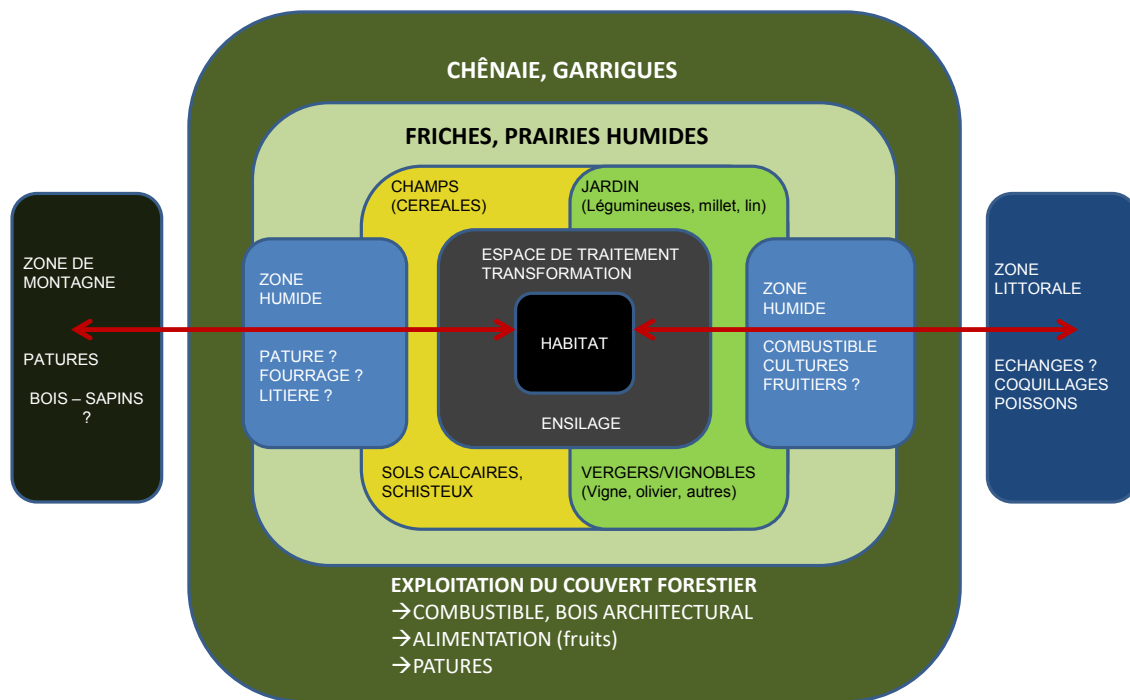 CHÊNAIE, GARRIGUES
FRICHES, PRAIRIES HUMIDES
CHAMPS
(CEREALES)
JARDIN
(Légumineuses, millet, lin)
ZONE DE
MONTAGNE
PATURES
BOIS – SAPINS
?
ZONE
HUMIDE
PATURE ?
FOURRAGE ?
LITIERE ?
ESPACE DE TRAITEMENT
TRANSFORMATION
HABITAT
ENSILAGE
ZONE
HUMIDE
COMBUSTIBLE
CULTURES
FRUITIERS ?
ZONE
LITTORALE
ECHANGES ?
COQUILLAGES
POISSONS
SOLS CALCAIRES,
SCHISTEUX
VERGERS/VIGNOBLES
(Vigne, olivier, autres)
EXPLOITATION DU COUVERT FORESTIER
→COMBUSTIBLE, BOIS ARCHITECTURAL
→ALIMENTATION (fruits)
→PATURES